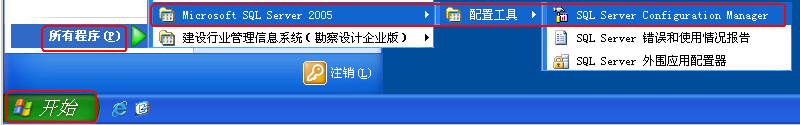 Microsoft SQL Server 2005
配置工具
SQL Server Configuration Manager
所有程序(P)
建设行业管理信息系统(勘察设计企业版)
SQL Server 错误和使用情况报告
SQL Server 外围应用配置器
注销(L)
开始